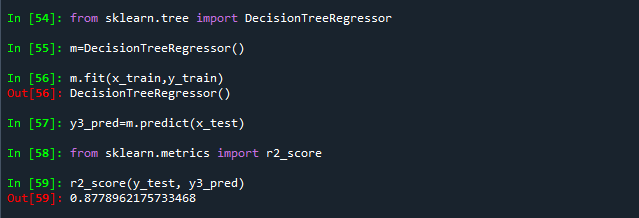 In [54]: from sklearn.tree import DecisionTreeRegressor
In [55]: m=DecisionTreeRegressor()
In [56]: m.fit(x_train,y_train)
Out[56]: DecisionTreeRegressor()
In [57]: y3_pred=m.predict(x_test)
In [58]: from sklearn.metrics import r2_score
In [59]: r2_score(y_test, y3_pred)
Out[59]: 0.8778962175733468